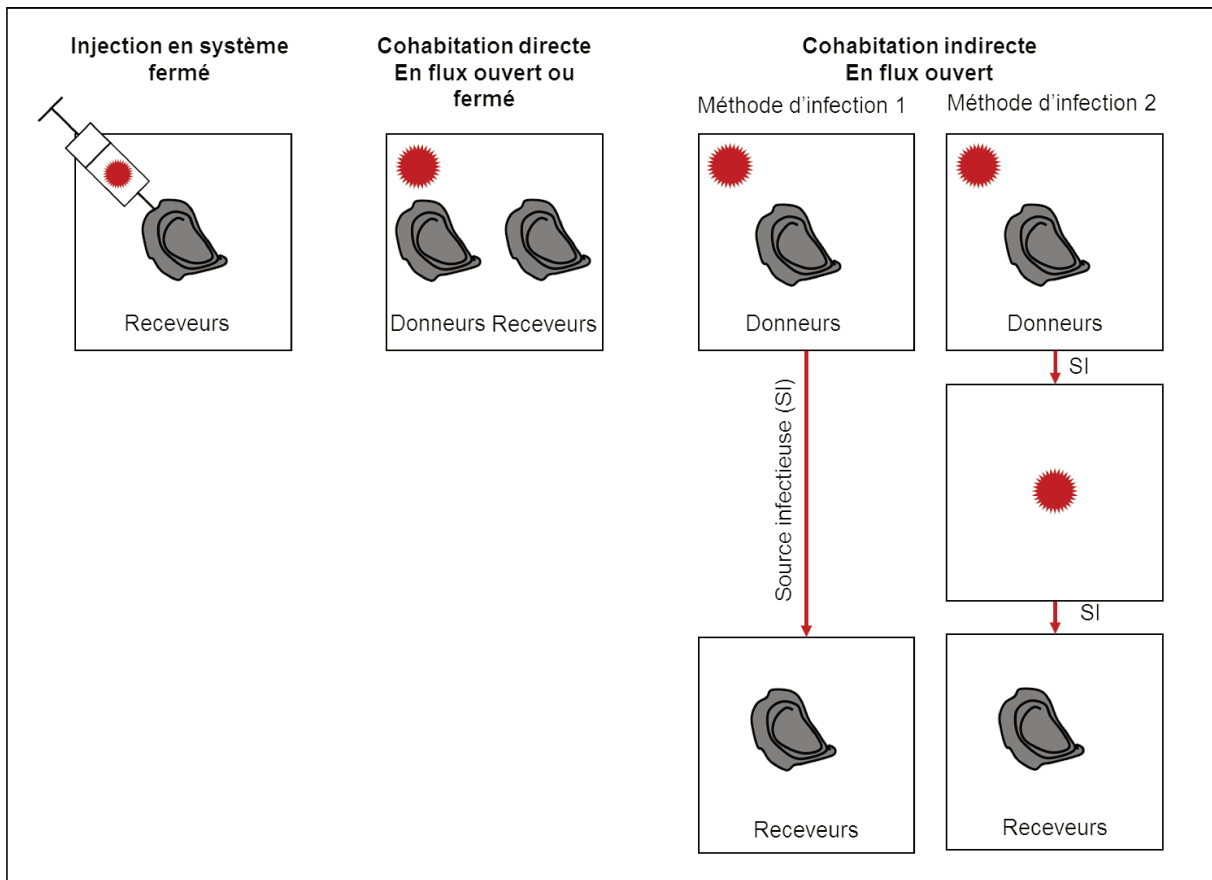 Injection en système
fermé
Receveurs
Cohabitation directe
En flux ouvert ou
fermé
Donneurs Receveurs
Cohabitation indirecte
En flux ouvert
Méthode d'infection 1
Donneurs
Source infectieuse (SI)
Receveurs
Méthode d'infection 2
Donneurs
SI
SI
Receveurs